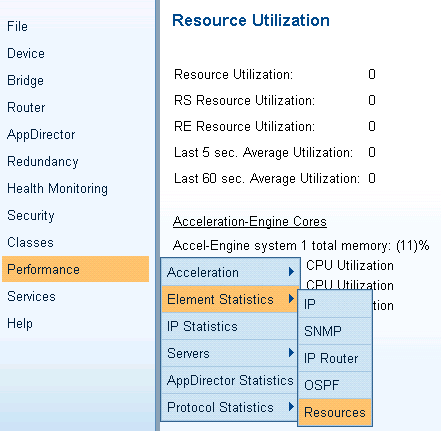 File
Device
Bridge
Router
AppDirector
Redundancy
Health Monitoring
Security
Classes
Performance
Services
Help
Resource Utilization
Resource Utilization: 0
RS Resource Utilization: 0
RE Resource Utilization: 0
Last 5 sec. Average Utilization: 0
Last 60 sec. Average Utilization: 0
Acceleration-Engine Cores
Accel-Engine system 1 total memory: (11)%
CPU Utilization
CPU Utilization
Acceleration
Element Statistics
IP Statistics
Servers
AppDirector Statistics
Protocol Statistics
IP
SNMP
IP Router
OSPF
Resources